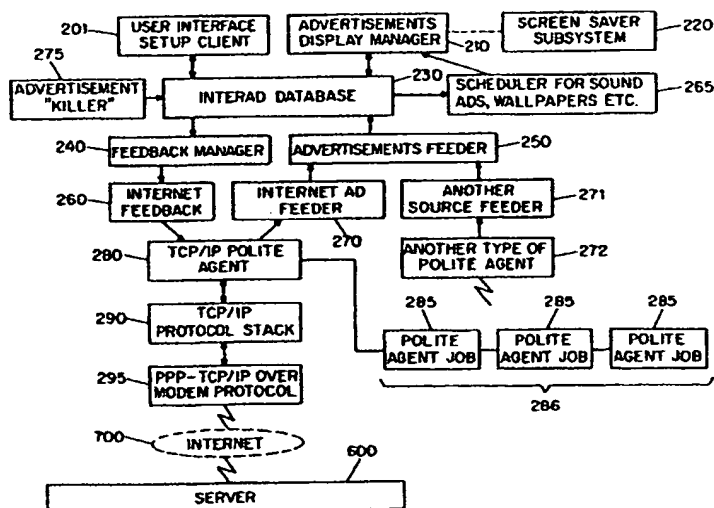 201
USER INTERFACE
SETUP CLIENT
ADVERTISEMENTS
DISPLAY MANAGER
210
SCREEN SAVER
SUBSYSTEM
220
275
ADVERTISEMENT
"KILLER"
230
INTERAD DATABASE
SCHEDULER FOR SOUND
ADS, WALLPAPERS ETC.
265
240
FEEDBACK MANAGER
ADVERTISEMENTS FEEDER
250
260
INTERNET
FEEDBACK
INTERNET AD
FEEDER
270
ANOTHER
SOURCE FEEDER
271
280
TCP/IP POLITE
AGENT
ANOTHER TYPE OF
POLITE AGENT
272
290
TCP/IP
PROTOCOL STACK
285
285
285
POLITE
AGENT JOB
POLITE
AGENT JOB
POLITE
AGENT JOB
286
295
PPP-TCP/IP OVER
MODEM PROTOCOL
700
INTERNET
600
SERVER